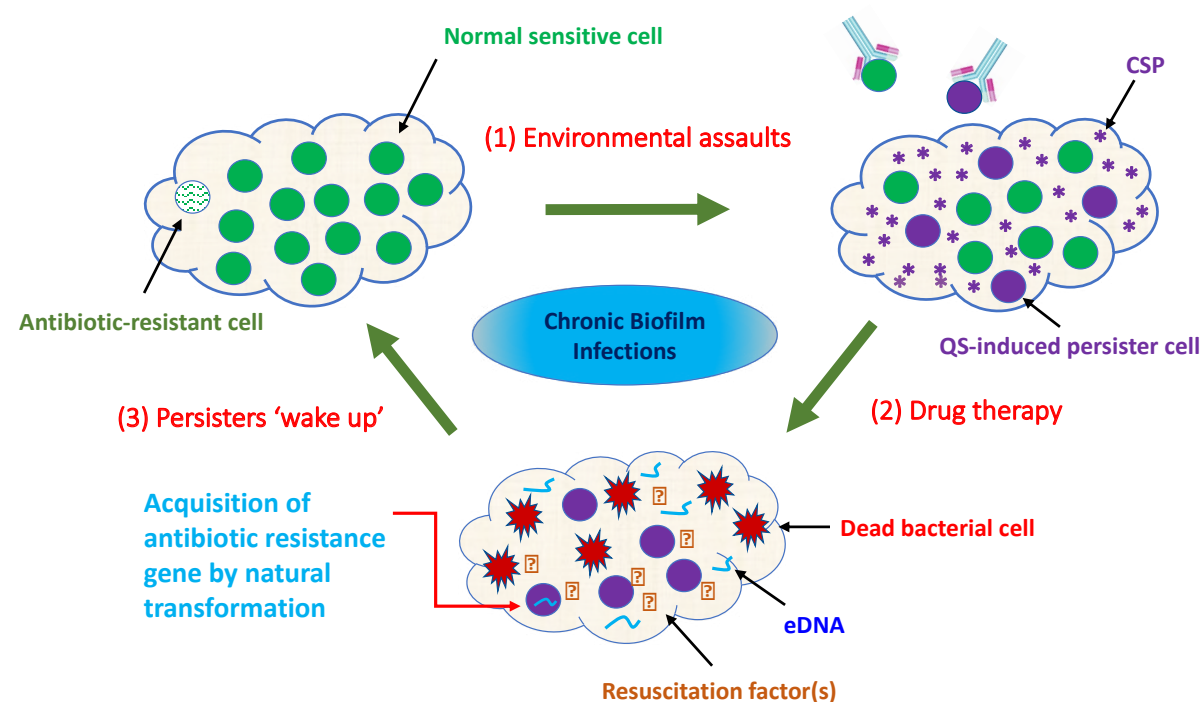 Normal sensitive cell
CSP
(1) Environmental assaults
Antibiotic-resistant cell
Chronic Biofilm
Infections
QS-induced persister cell
(3) Persisters ‘wake up’
(2) Drug therapy
Acquisition of
antibiotic resistance
gene by natural
transformation
Dead bacterial cell
eDNA
Resuscitation factor(s)